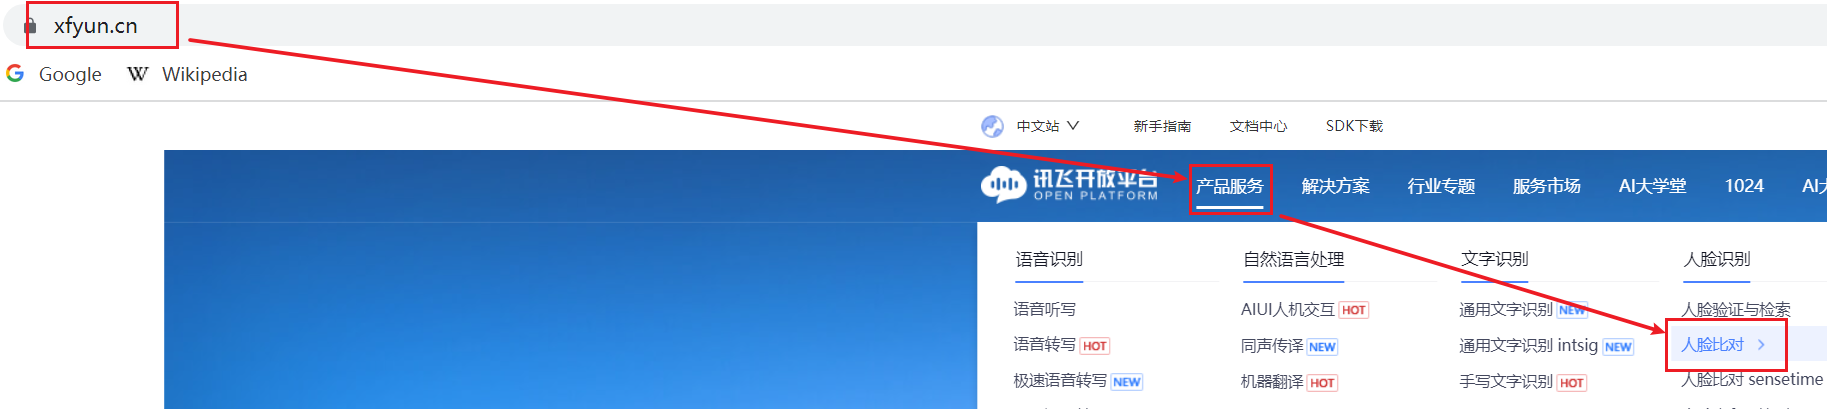 xfyun.cn
Google Wikipedia
中文站 新手指南 文档中心 SDK下载
讯飞开放平台 产品服务 解决方案 行业专题 服务市场 AI大学堂 1024
OPEN PLATFORM
语音识别 自然语言处理 文字识别 人脸识别
语音听写 AIUI人机交互 HOT 通用文字识别 NEW 人脸验证与检索
语音转写 HOT 同声传译 NEW 通用文字识别 intsig NEW 人脸比对
极速语音转写 NEW 机器翻译 HOT 手写文字识别 HOT 人脸比对 sensetime